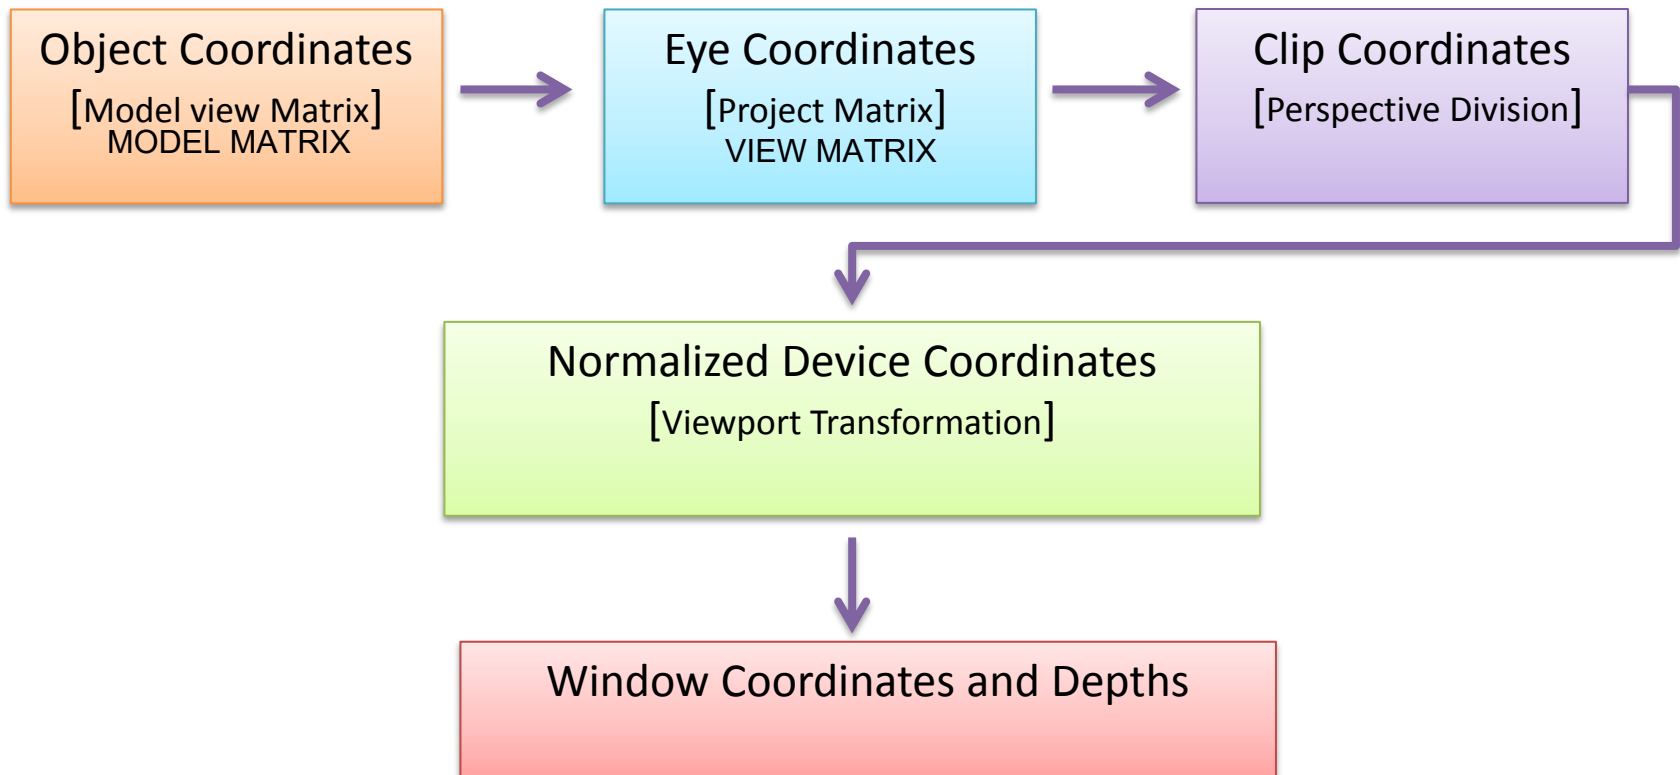 Object Coordinates
[Model view Matrix]
MODEL MATRIX
Eye Coordinates
[Project Matrix]
VIEW MATRIX
Clip Coordinates
[Perspective Division]
Normalized Device Coordinates
[Viewport Transformation]
Window Coordinates and Depths